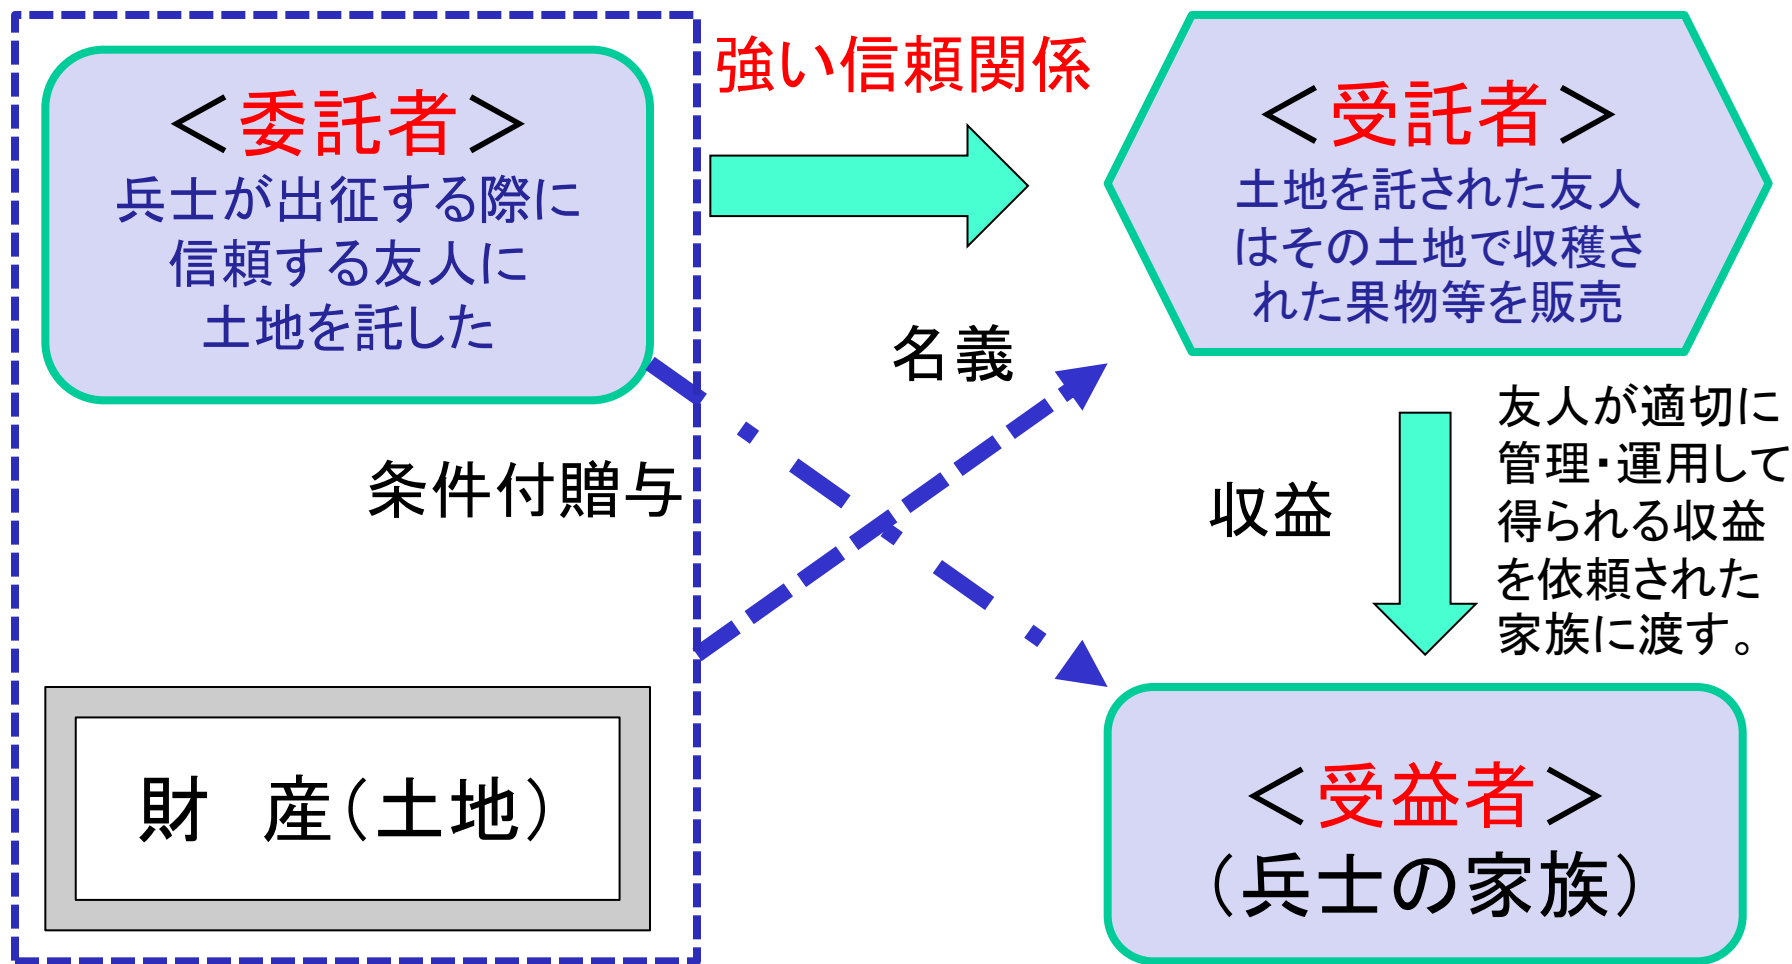 強い信頼関係
＜委託者＞
兵士が出征する際に
信頼する友人に
土地を託した
＜受託者＞
土地を託された友人
はその土地で収穫さ
れた果物等を販売
名義
条件付贈与
収益
友人が適切に
管理・運用して
得られる収益
を依頼された
家族に渡す。
財　産（土地）
＜受益者＞
（兵士の家族）